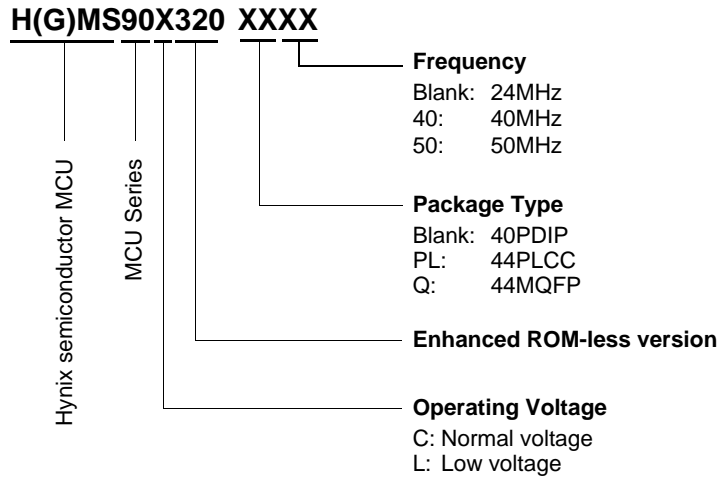 H(G)MS90X320 XXXX
Frequency
Blank: 24MHz
40: 40MHz
50: 50MHz
Hynix semiconductor MCU
MCU Series
Package Type
Blank: 40PDIP
PL: 44PLCC
Q: 44MQFP
Enhanced ROM-less version
Operating Voltage
C: Normal voltage
L: Low voltage